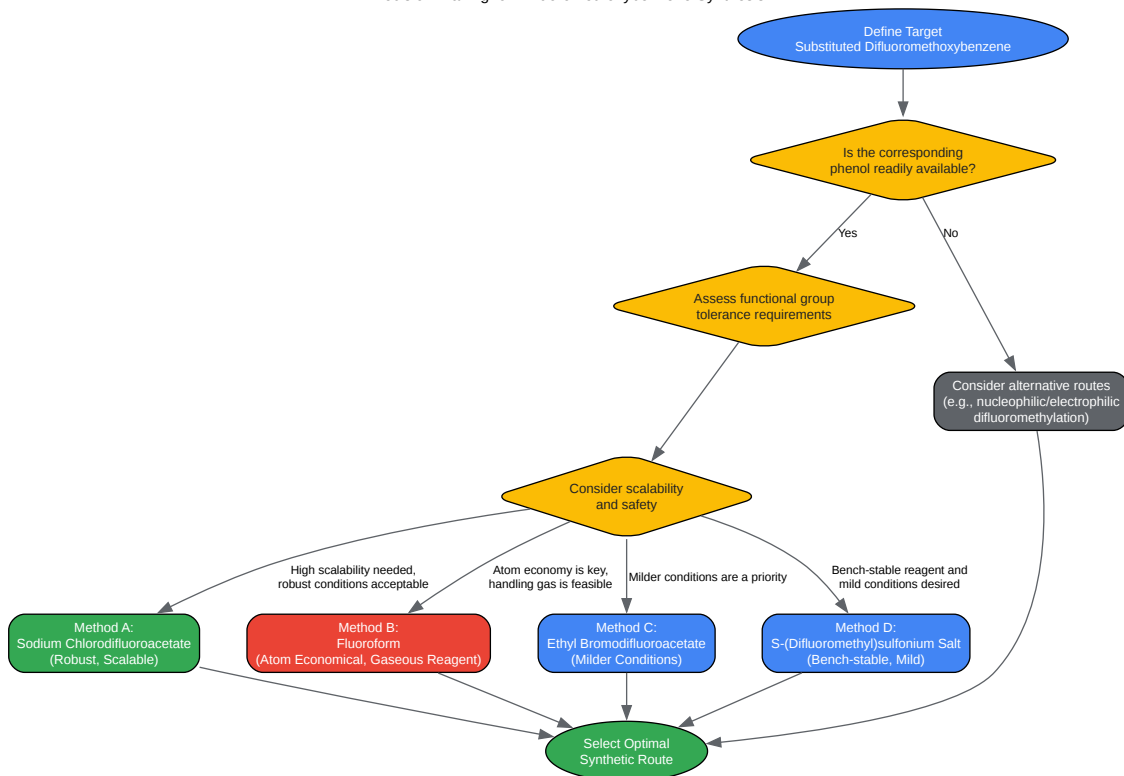 Define Target
Substituted Difluoromethoxybenzene
Is the corresponding
phenol readily available?
Yes
No
Assess functional group
tolerance requirements
Consider alternative routes
(e.g., nucleophilic/electrophilic
difluoromethylation)
Consider scalability
and safety
High scalability needed,
robust conditions acceptable
Atom economy is key,
handling gas is feasible
Milder conditions are a priority
Bench-stable reagent and
mild conditions desired
Method A:
Sodium Chlorodifluoroacetate
(Robust, Scalable)
Method B:
Fluoroform
(Atom Economical, Gaseous Reagent)
Method C:
Ethyl Bromodifluoroacetate
(Milder Conditions)
Method D:
S-(Difluoromethyl)sulfonium Salt
(Bench-stable, Mild)
Select Optimal
Synthetic Route